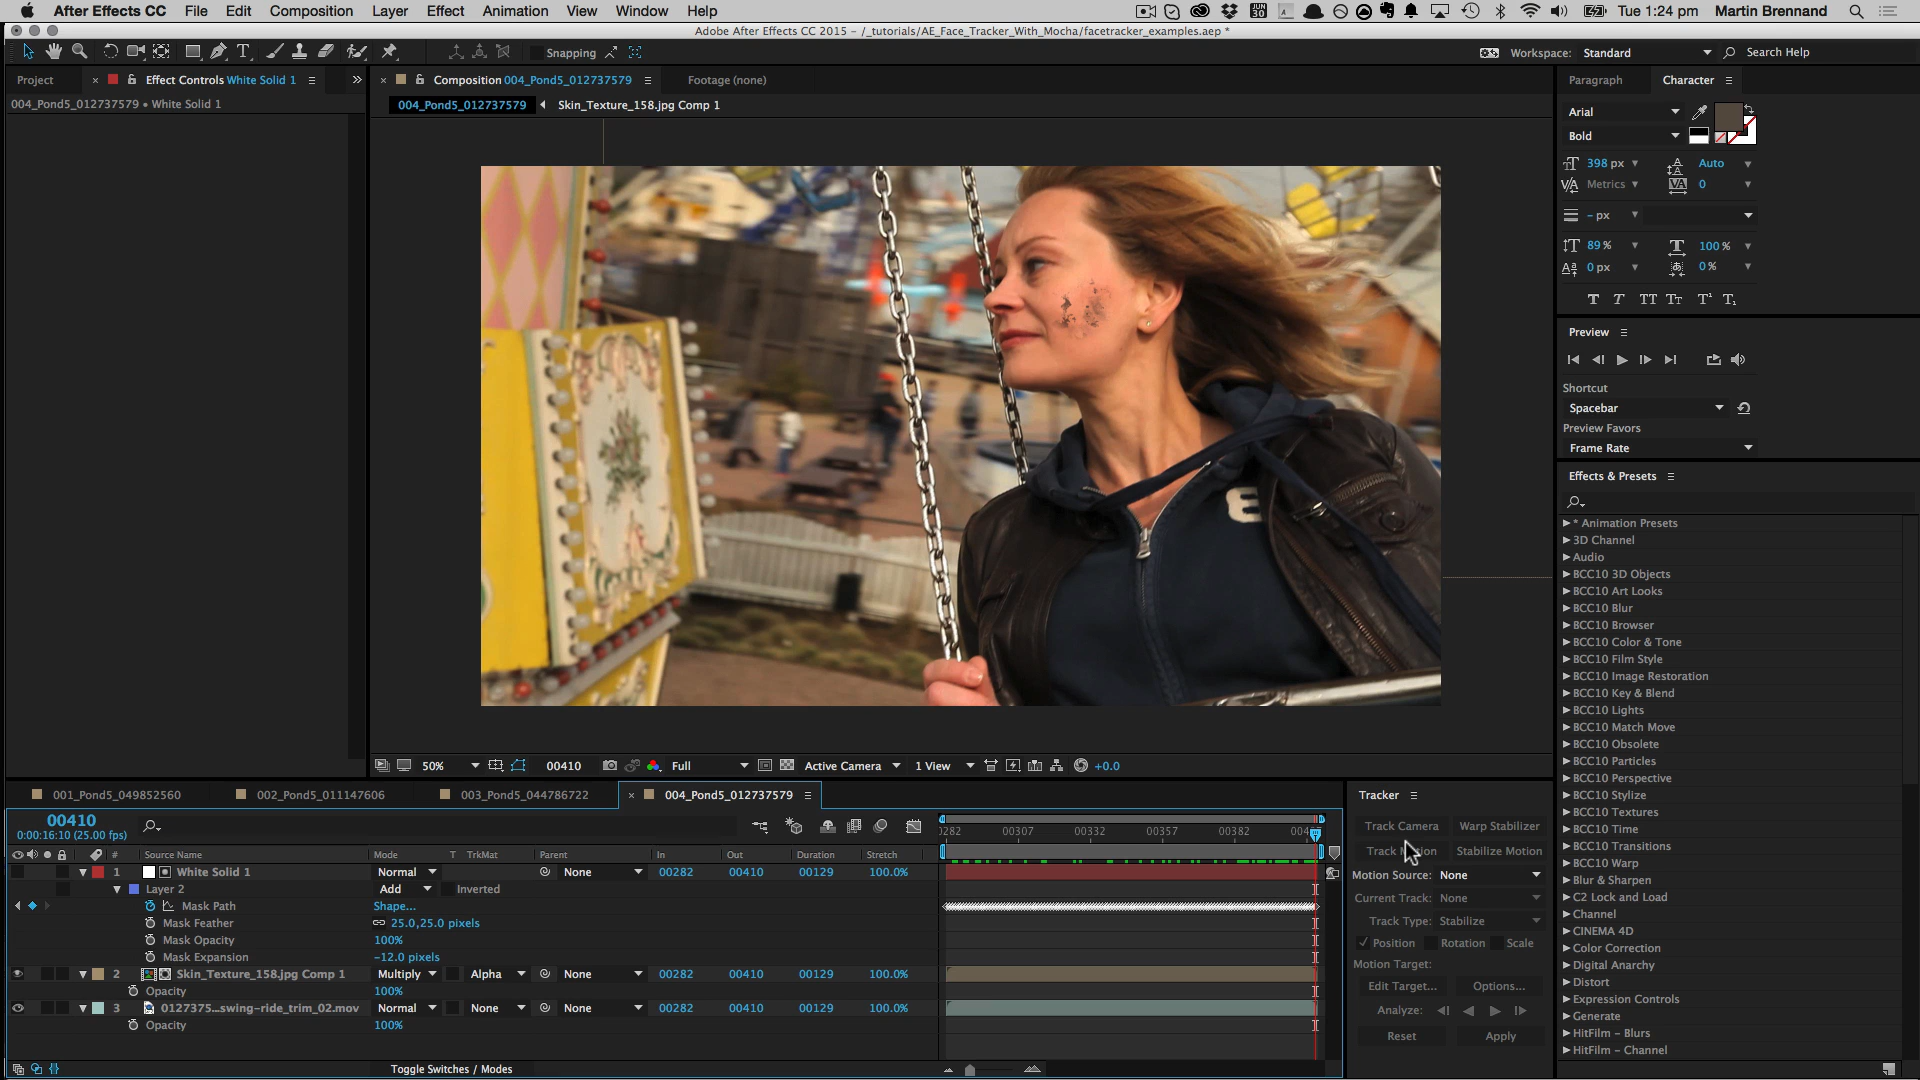 After Effects CC File Edit Composition Layer Effect Animation View Window Help JUN 30 Tue 1:24 pm Martin Brennand
Adobe After Effects CC 2015 – /_tutorials/AE_Face_Tracker_With_Mocha/facetracker_examples.aep *
Snapping Workspace: Standard Search Help
Project × Effect Controls White Solid 1 × Composition 004_Pond5_012737579 Footage (none) Paragraph Character
004_Pond5_012737579 • White Solid 1 004_Pond5_012737579 Skin_Texture_158.jpg Comp 1
Arial
Bold
398 px Auto
Metrics 0
– px
89% 100%
0 px 0%
T T TT Tt T¹ T₁
Preview
Shortcut
Spacebar
Preview Favors
Frame Rate
Effects & Presets
* Animation Presets
3D Channel
Audio
BCC10 3D Objects
BCC10 Art Looks
BCC10 Blur
BCC10 Browser
BCC10 Color & Tone
BCC10 Film Style
BCC10 Image Restoration
BCC10 Key & Blend
BCC10 Lights
BCC10 Match Move
BCC10 Obsolete
BCC10 Particles
BCC10 Perspective
BCC10 Stylize
BCC10 Textures
BCC10 Time
BCC10 Transitions
BCC10 Warp
Blur & Sharpen
C2 Lock and Load
Channel
CINEMA 4D
Color Correction
Digital Anarchy
Distort
Expression Controls
Generate
HitFilm – Blurs
HitFilm – Channel
50% 00410 Full Active Camera 1 View +0.0
001_Pond5_049852560 002_Pond5_011147606 003_Pond5_044786722 × 004_Pond5_012737579
00410
0:00:16:10 (25.00 fps)
00307 00332 00357 00382
# Source Name Mode T TrkMat Parent In Out Duration Stretch
1 White Solid 1 Normal None 00282 00410 00129 100.0%
Layer 2 Add Inverted
Mask Path Shape...
Mask Feather 25.0,25.0 pixels
Mask Opacity 100%
Mask Expansion –12.0 pixels
2 Skin_Texture_158.jpg Comp 1 Multiply Alpha None 00282 00410 00129 100.0%
Opacity 100%
3 0127375...swing-ride_trim_02.mov Normal None None 00282 00410 00129 100.0%
Opacity 100%
Toggle Switches / Modes
Tracker
Track Camera Warp Stabilizer
Track Stabilize Motion
Motion Source: None
Current Track: None
Track Type: Stabilize
Position Rotation Scale
Motion Target:
Edit Target... Options...
Analyze:
Reset Apply